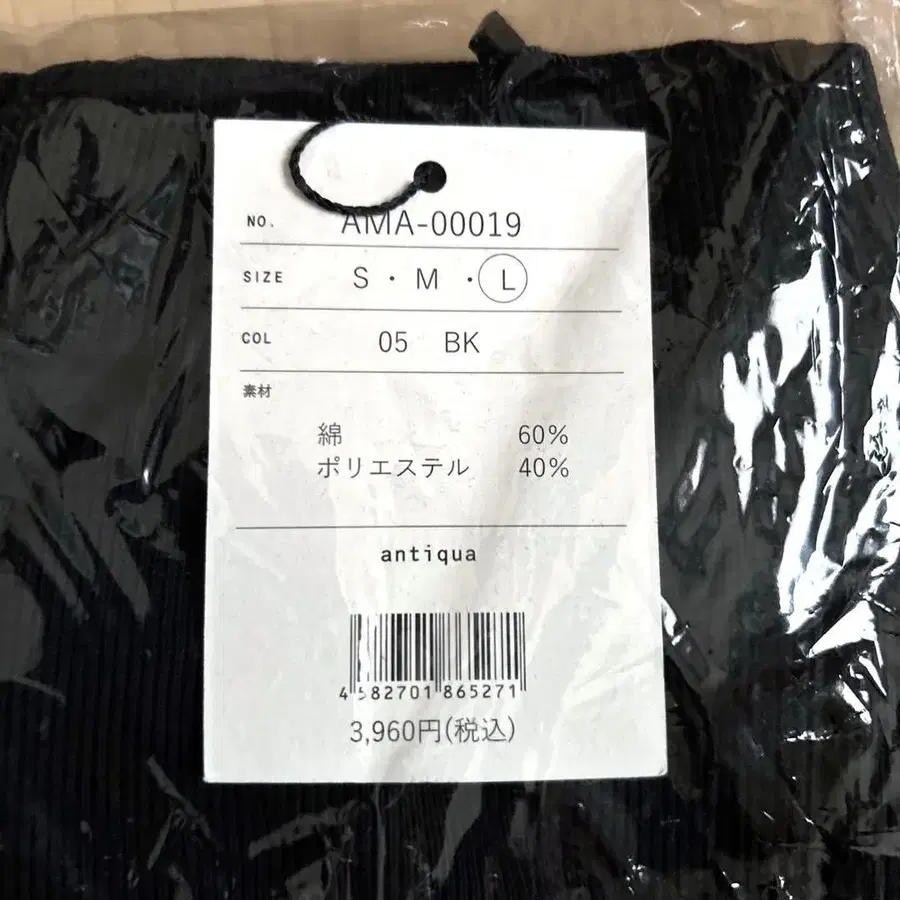 NO. AMA-00019
SIZE S・M・L
COL 05 BK
素材
綿 60%
ポリエステル 40%
antiqua
4582701865271
3,960円(税込)